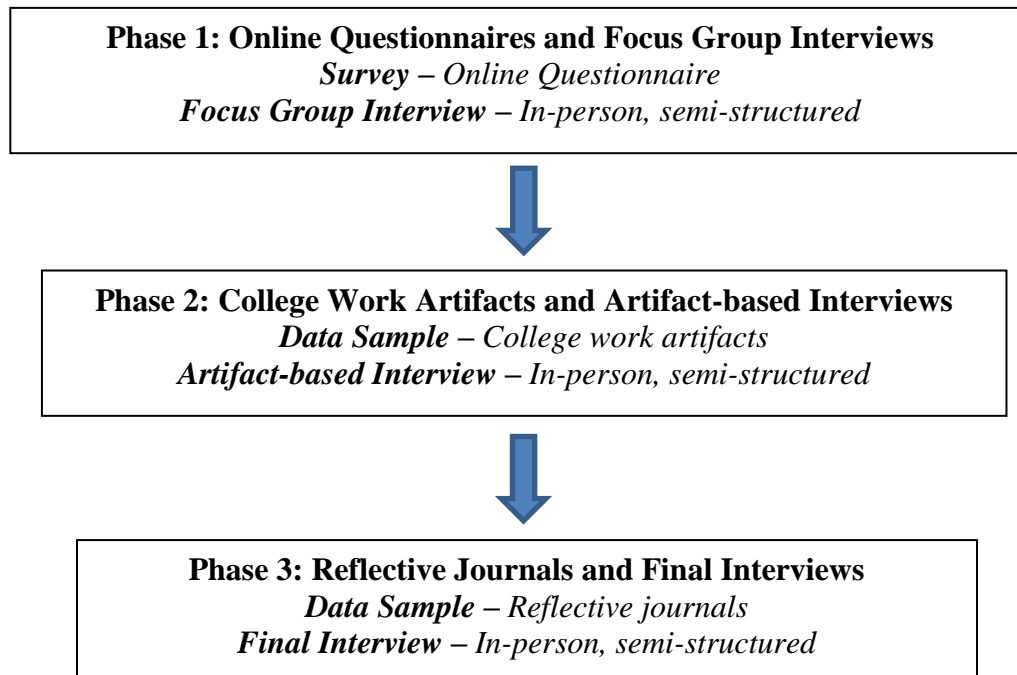 Phase 1: Online Questionnaires and Focus Group Interviews
Survey – Online Questionnaire
Focus Group Interview – In-person, semi-structured
Phase 2: College Work Artifacts and Artifact-based Interviews
Data Sample – College work artifacts
Artifact-based Interview – In-person, semi-structured
Phase 3: Reflective Journals and Final Interviews
Data Sample – Reflective journals
Final Interview – In-person, semi-structured